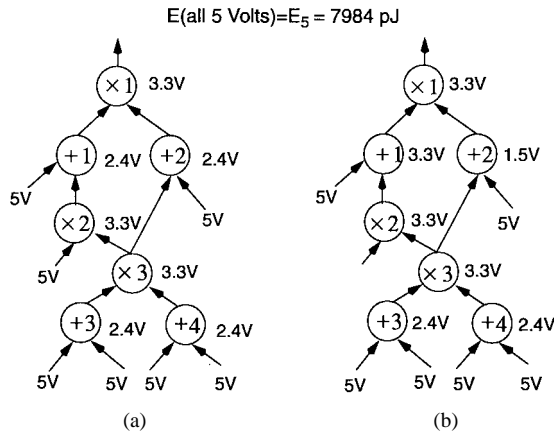 E(all 5 Volts)=E5 = 7984 pJ
×1 3.3V
+1 2.4V
+2 2.4V
5V
×2 3.3V
5V
5V
×3 3.3V
+3 2.4V
+4 2.4V
5V 5V 5V 5V
(a)
×1 3.3V
+1 3.3V
+2 1.5V
5V
×2 3.3V
5V
×3 3.3V
+3 2.4V
+4 2.4V
5V 5V 5V 5V
(b)